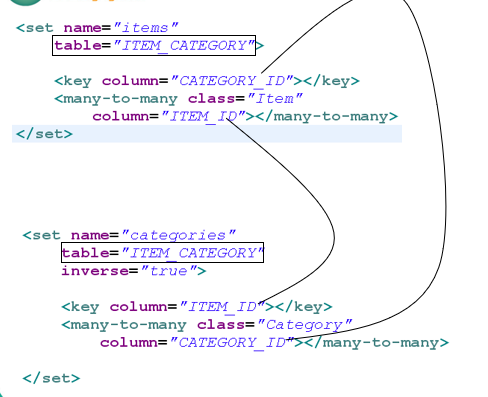 <set name="items"
table="ITEM_CATEGORY">
<key column="CATEGORY_ID"></key>
<many-to-many class="Item"
column="ITEM_ID"></many-to-many>
</set>
<set name="categories"
table="ITEM_CATEGORY"
inverse="true">
<key column="ITEM_ID"></key>
<many-to-many class="Category"
column="CATEGORY_ID"></many-to-many>
</set>